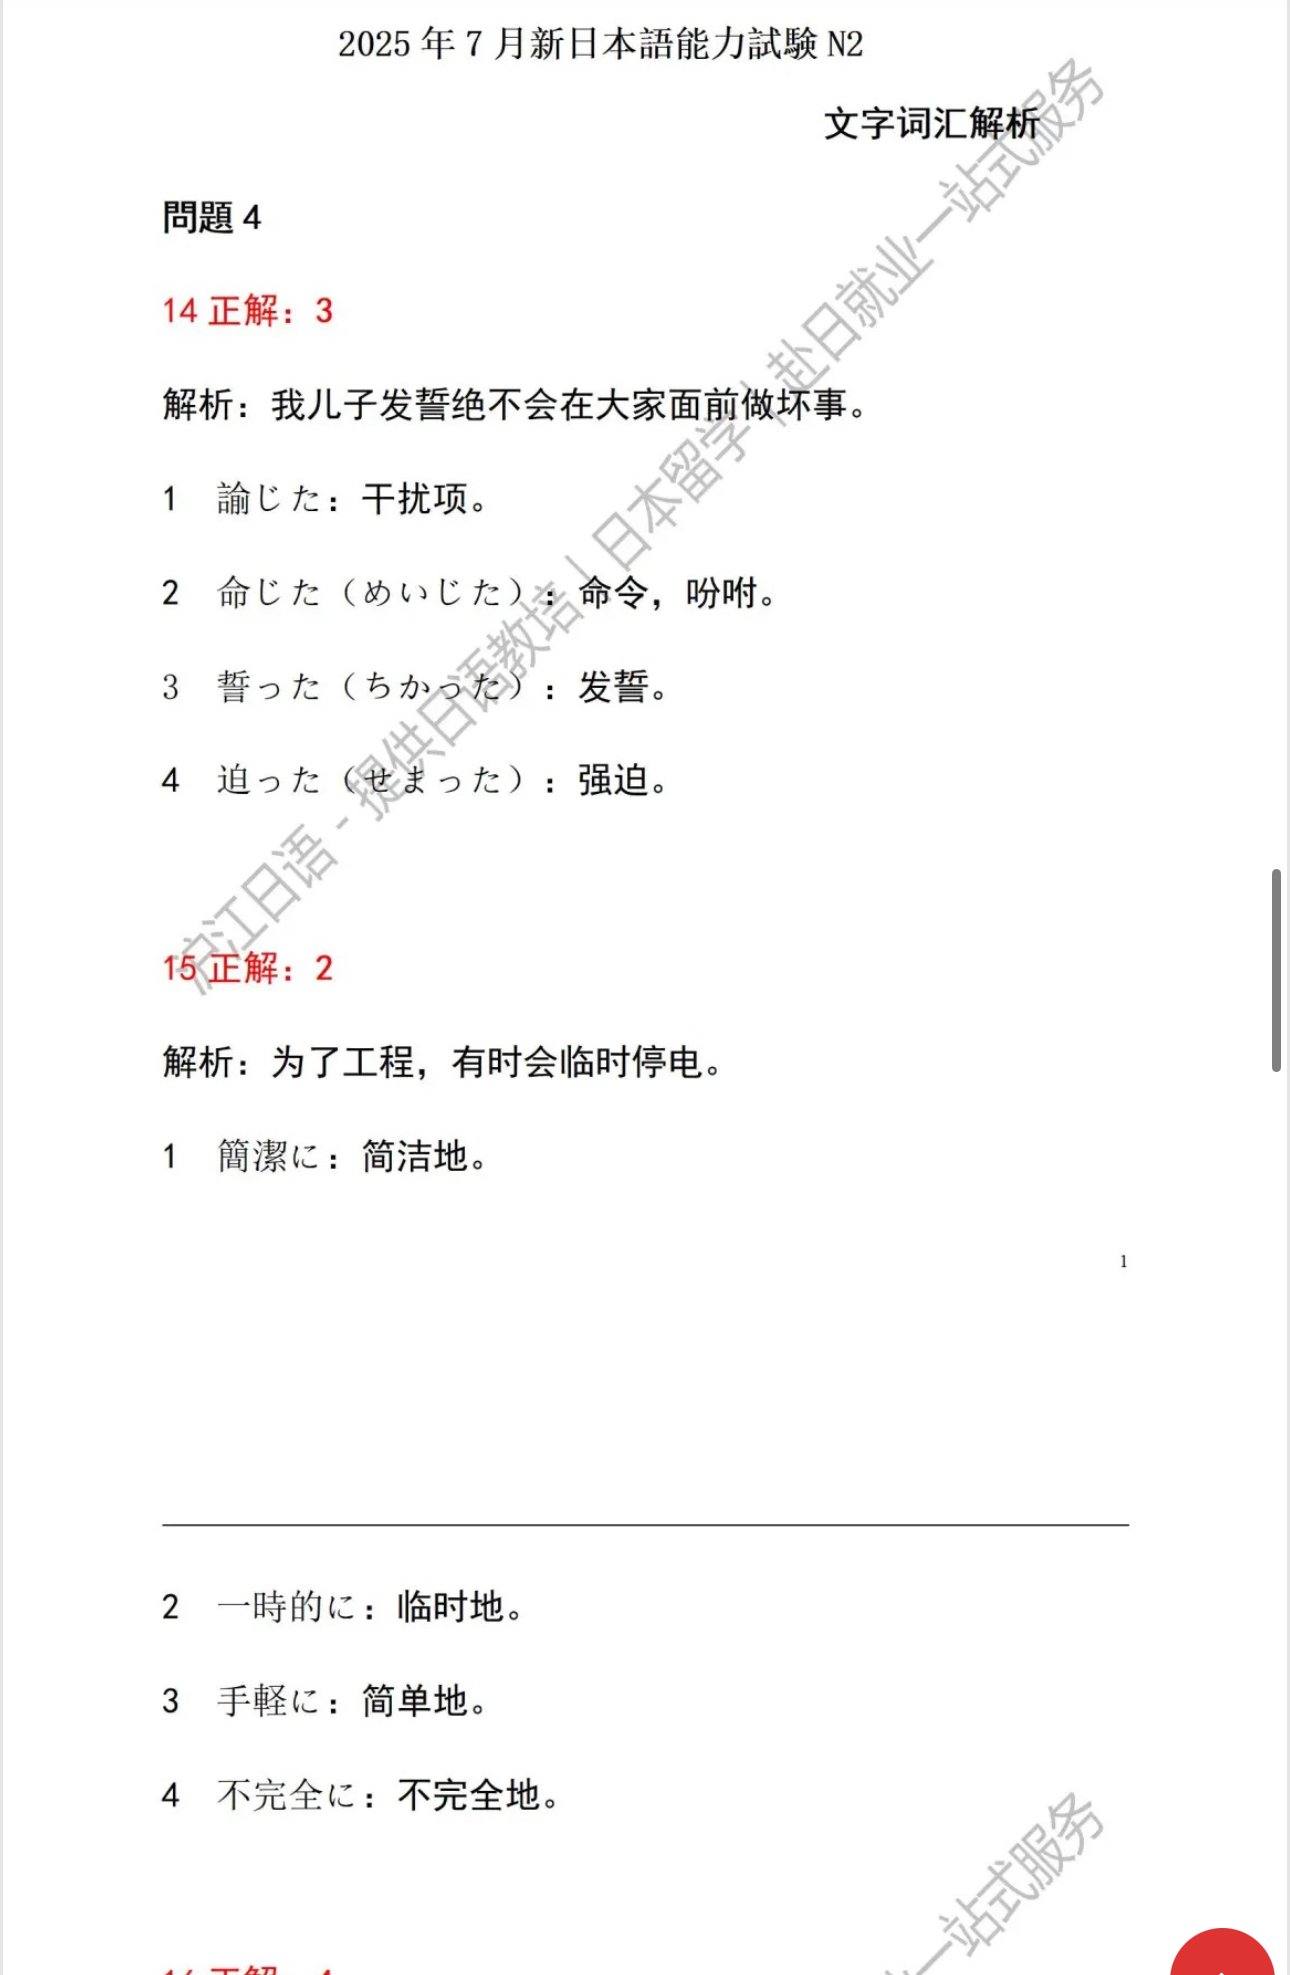 2025 年 7 月新日本語能力試験 N2
文字词汇解析
問題 4
14 正解：3
解析：我儿子发誓绝不会在大家面前做坏事。
1 諭じた：干扰项。
2 命じた（めいじた）：命令，吩咐。
3 誓った（ちかった）：发誓。
4 迫った（せまった）：强迫。
沪江日语 - 提供日语教培｜日本留学｜赴日就业一站式服务
15 正解：2
解析：为了工程，有时会临时停电。
1 簡潔に：简洁地。
1
2 一時的に：临时地。
3 手軽に：简单地。
4 不完全に：不完全地。
一站式服务